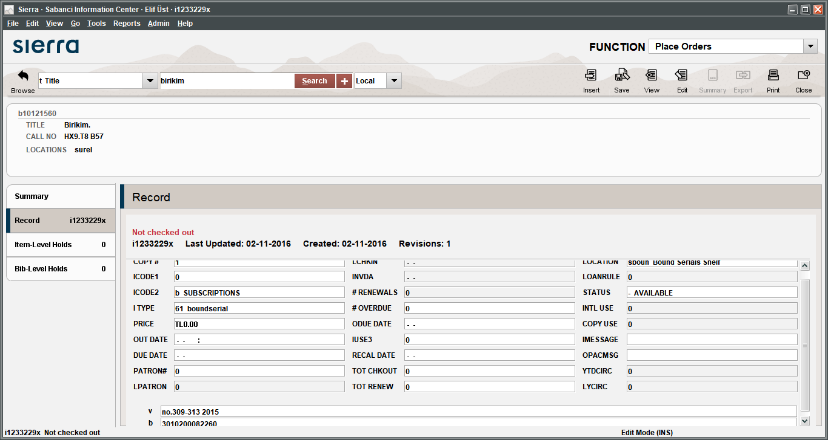 Sierra · Sabancı Information Center · Elif Üst · i1233229x
File Edit View Go Tools Reports Admin Help
sierra
FUNCTION Place Orders
Browse
t Title
birikim
Search +
Local
Insert Save View Edit Summary Export Print Close
b10121560
TITLE Birikim.
CALL NO HX9.T8 B57
LOCATIONS surel
Summary
Record i1233229x
Item-Level Holds 0
Bib-Level Holds 0
Record
Not checked out
i1233229x Last Updated: 02-11-2016 Created: 02-11-2016 Revisions: 1
COPY # 1 LCHKIN - - LOCATION sboun Bound Serials Shelf
ICODE1 0 INVDA - - LOANRULE 0
ICODE2 b SUBSCRIPTIONS # RENEWALS 0 STATUS - AVAILABLE
I TYPE 61 boundserial # OVERDUE 0 INTL USE 0
PRICE TL0.00 ODUE DATE - - COPY USE 0
OUT DATE - - : IUSE3 0 IMESSAGE
DUE DATE - - RECAL DATE - - OPACMSG
PATRON# 0 TOT CHKOUT 0 YTDCIRC 0
LPATRON 0 TOT RENEW 0 LYCIRC 0
v no.309-313 2015
b 3010200082260
i1233229x Not checked out Edit Mode (INS)